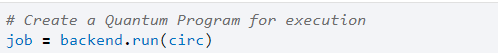 # Create a Quantum Program for execution
job = backend.run(circ)